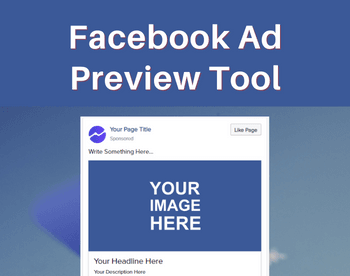 Facebook Ad
Preview Tool
Your Page Title
Like Page
Sponsored
Write Something Here...
YOUR
IMAGE
HERE
Your Headline Here
Your Description Here